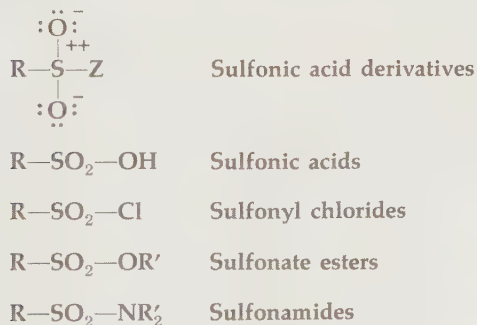 :Ö:⁻
++
R—S—Z Sulfonic acid derivatives
:O̤:⁻
R—SO₂—OH Sulfonic acids
R—SO₂—Cl Sulfonyl chlorides
R—SO₂—OR′ Sulfonate esters
R—SO₂—NR′₂ Sulfonamides